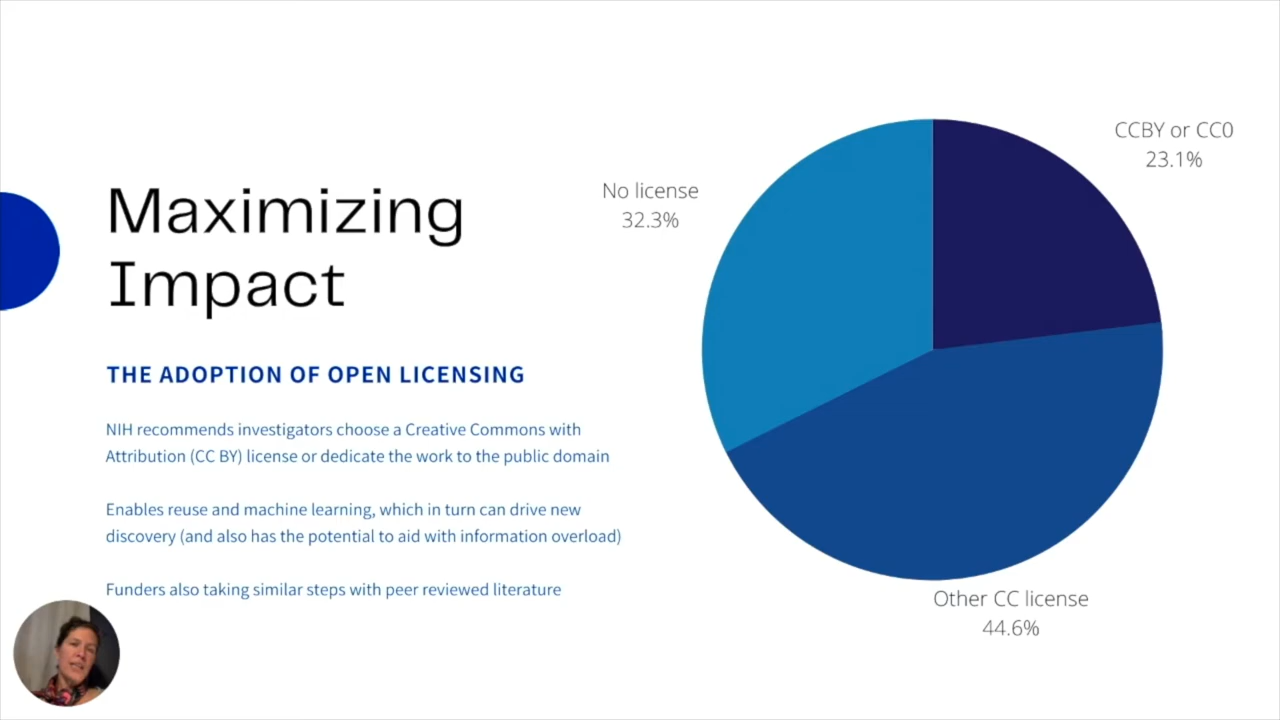 Maximizing
Impact
THE ADOPTION OF OPEN LICENSING
NIH recommends investigators choose a Creative Commons with
Attribution (CC BY) license or dedicate the work to the public domain
Enables reuse and machine learning, which in turn can drive new
discovery (and also has the potential to aid with information overload)
Funders also taking similar steps with peer reviewed literature
No license
32.3%
CCBY or CC0
23.1%
Other CC license
44.6%